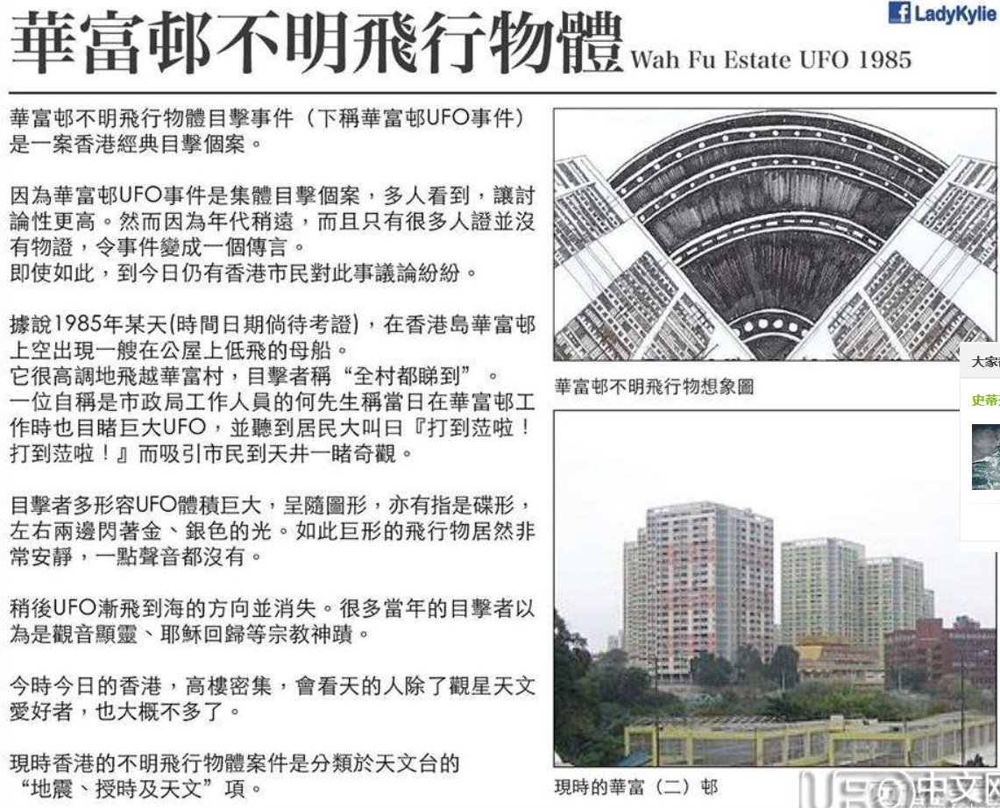 華富邨不明飛行物體 Wah Fu Estate UFO 1985
LadyKylie
華富邨不明飛行物體目擊事件（下稱華富邨UFO事件）
是一案香港經典目擊個案。
因為華富邨UFO事件是集體目擊個案，多人看到，讓討
論性更高。然而因為年代稍遠，而且只有很多人證並沒
有物證，令事件變成一個傳言。
即使如此，到今日仍有香港市民對此事議論紛紛。
據說1985年某天(時間日期倘待考證)，在香港島華富邨
上空出現一艘在公屋上低飛的母船。
它很高調地飛越華富村，目擊者稱“全村都睇到”。
一位自稱是市政局工作人員的何先生稱當日在華富邨工
作時也目睹巨大UFO，並聽到居民大叫曰『打到蒞啦！
打到蒞啦！』而吸引市民到天井一睹奇觀。
目擊者多形容UFO體積巨大，呈隨圖形，亦有指是碟形，
左右兩邊閃著金、銀色的光。如此巨形的飛行物居然非
常安靜，一點聲音都沒有。
稍後UFO漸飛到海的方向並消失。很多當年的目擊者以
為是觀音顯靈、耶穌回歸等宗教神蹟。
今時今日的香港，高樓密集，會看天的人除了觀星天文
愛好者，也大概不多了。
現時香港的不明飛行物體案件是分類於天文台的
“地震、授時及天文”項。
華富邨不明飛行物想象圖
大家
史蒂
現時的華富（二）邨
UFO中文网